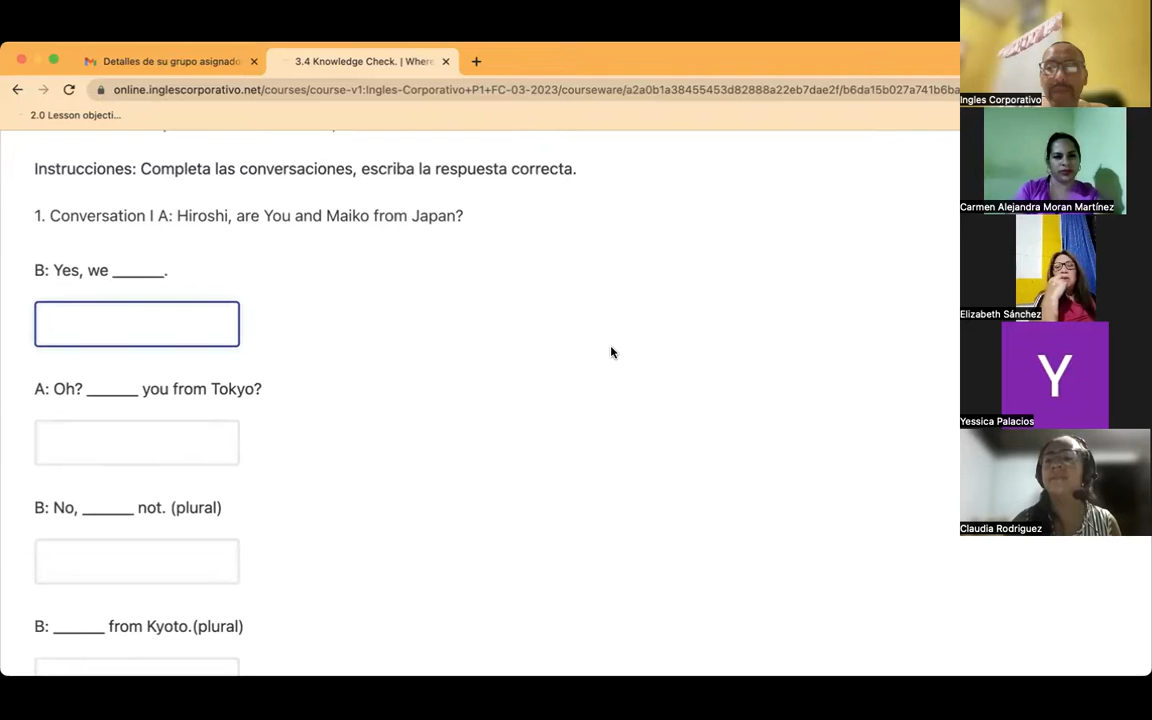 Detalles de su grupo asignado
3.4 Knowledge Check. | Where
online.inglescorporativo.net/courses/course-v1:Ingles-Corporativo+P1+FC-03-2023/courseware/a2a0b1a38455453d82888a22eb7dae2f/b6da15b027a741b6ba
2.0 Lesson objecti...
Instrucciones: Completa las conversaciones, escriba la respuesta correcta.
1. Conversation I A: Hiroshi, are You and Maiko from Japan?
B: Yes, we ______.
A: Oh? ______ you from Tokyo?
B: No, ______ not. (plural)
B: ______ from Kyoto.(plural)
Ingles Corporativo
Carmen Alejandra Moran Martínez
Elizabeth Sánchez
Y
Yessica Palacios
Claudia Rodriguez